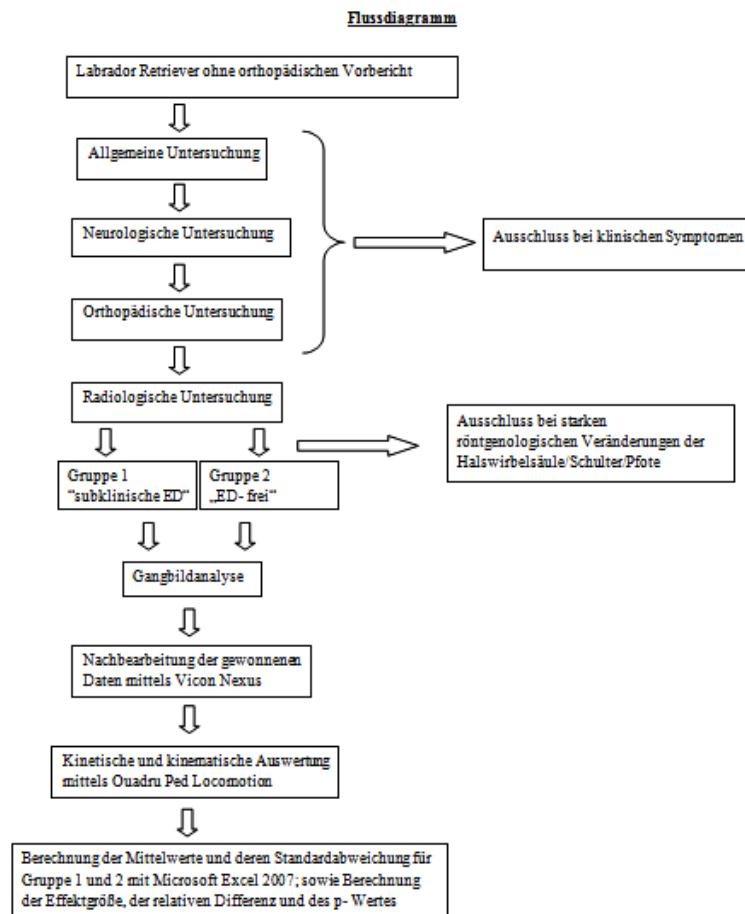 Flussdiagramm
Labrador Retriever ohne orthopädischen Vorbericht
Allgemeine Untersuchung
Neurologische Untersuchung
Ausschluss bei klinischen Symptomen
Orthopädische Untersuchung
Radiologische Untersuchung
Ausschluss bei starken
röntgenologischen Veränderungen der
Halswirbelsäule/Schulter/Pfote
Gruppe 1
"subklinische ED"
Gruppe 2
„ED- frei“
Gangbildanalyse
Nachbearbeitung der gewonnenen
Daten mittels Vicon Nexus
Kinetische und kinematische Auswertung
mittels Quadru Ped Locomotion
Berechnung der Mittelwerte und deren Standardabweichung für
Gruppe 1 und 2 mit Microsoft Excel 2007; sowie Berechnung
der Effektgröße, der relativen Differenz und des p- Wertes